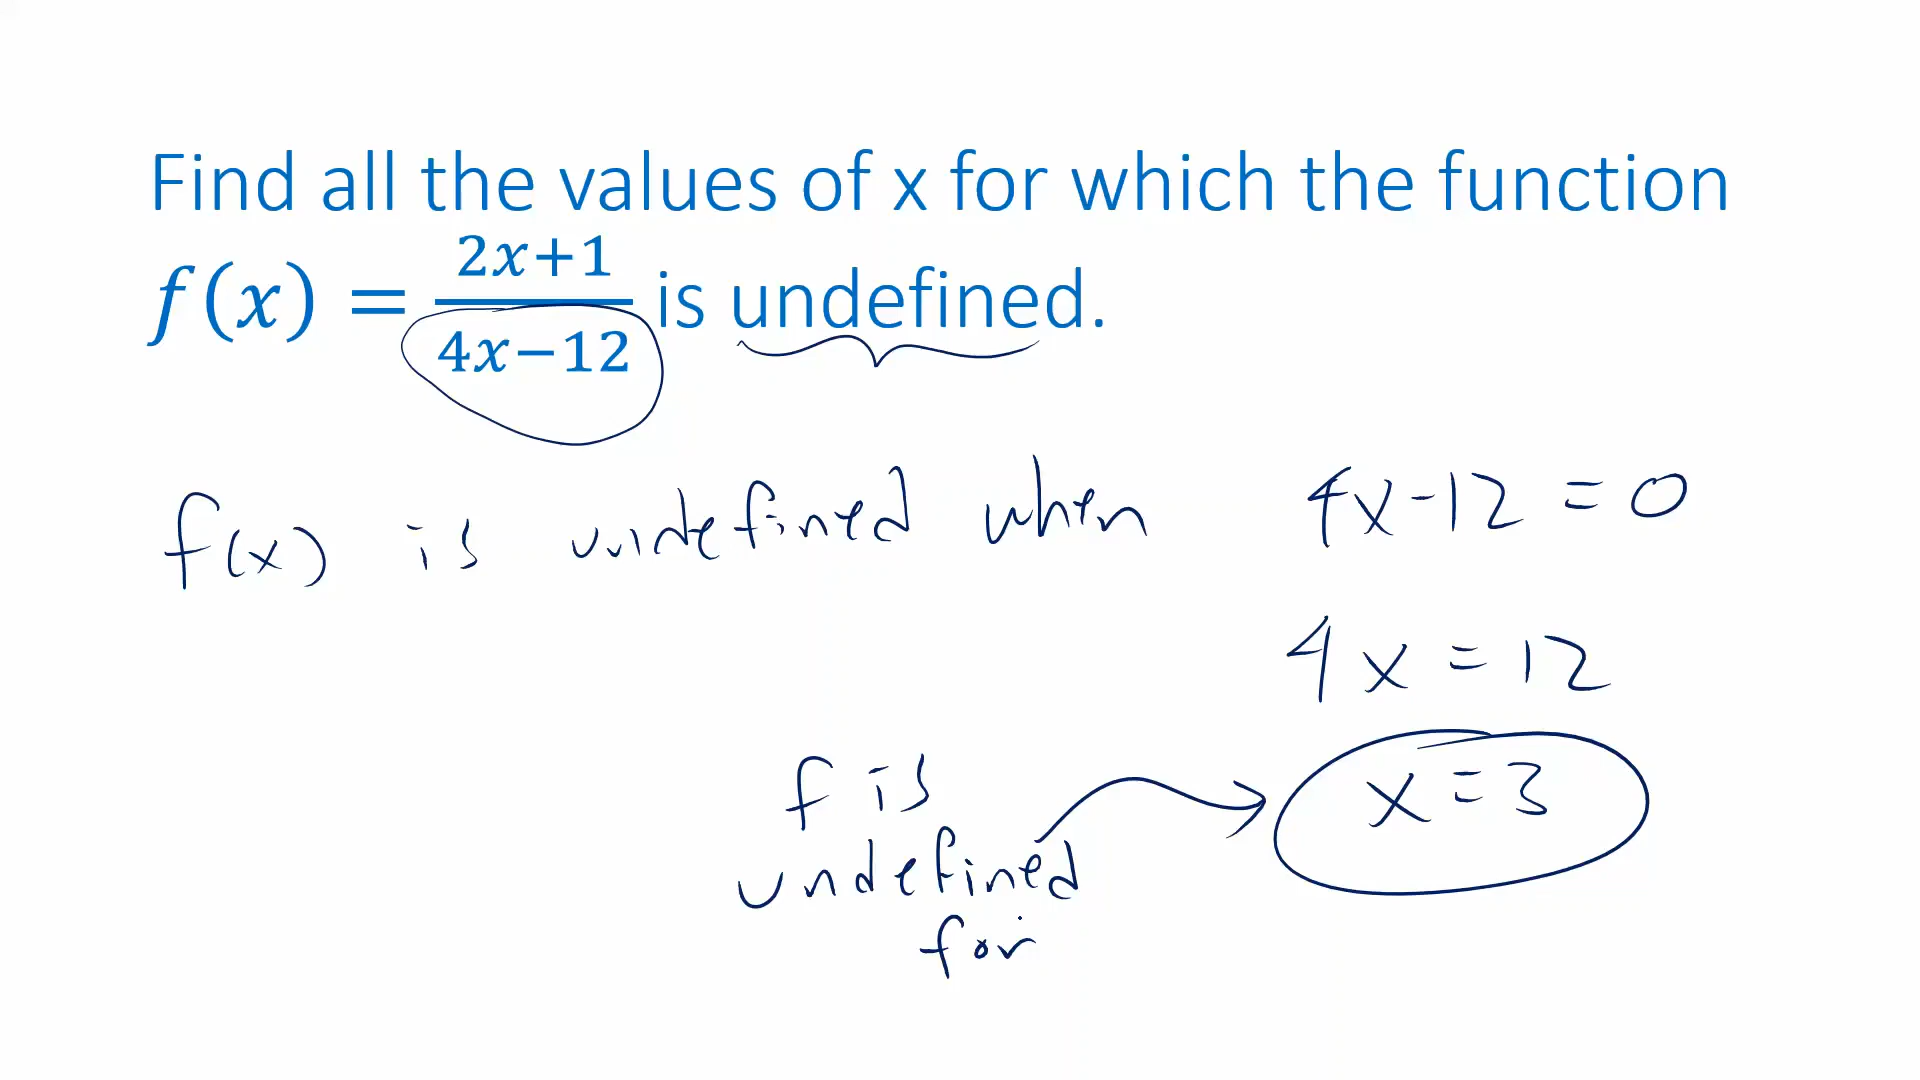 Find all the values of x for which the function
f(x) = \frac{2x+1}{4x-12} is undefined.
f(x) is undefined when 4x-12 = 0
4x = 12
x = 3
f is
undefined
for